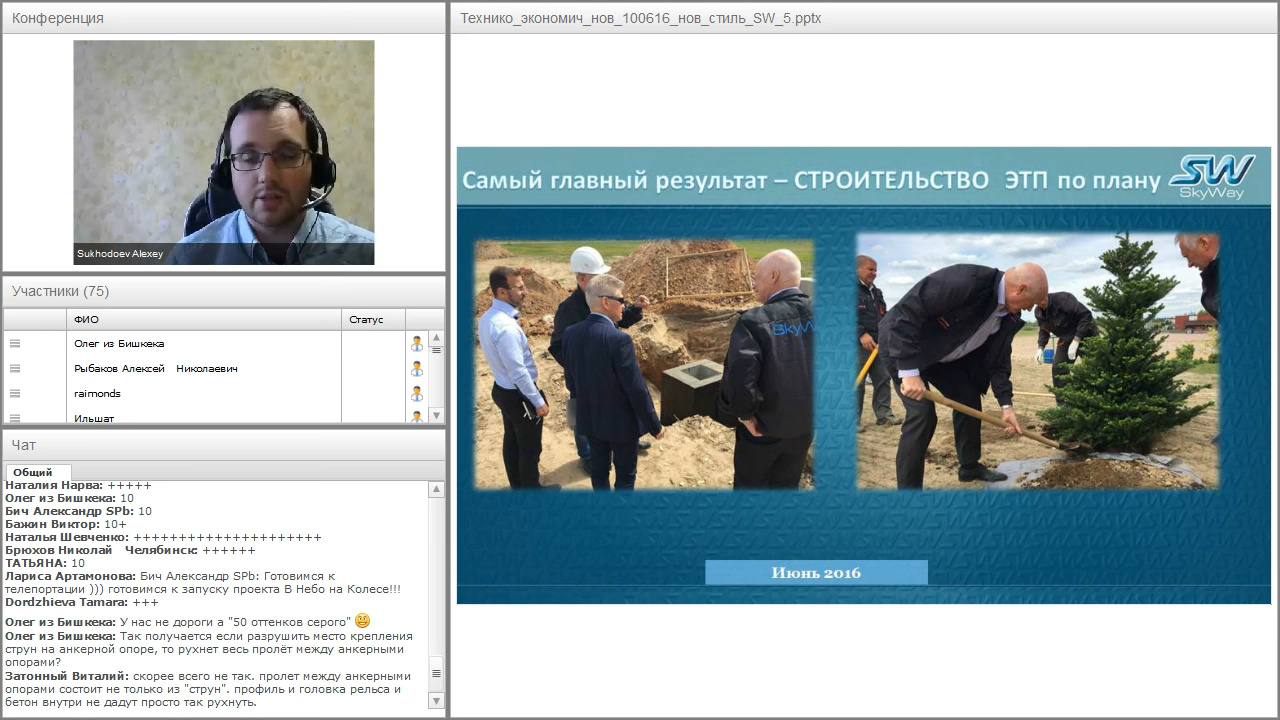 Конференция
Sukhodoev Alexey
Участники (75)
ФИО
Статус
Олег из Бишкека
Рыбаков Алексей Николаевич
raimonds
Ильшат
Чат
Общий
Наталия Нарва: +++++
Олег из Бишкека: 10
Бич Александр SPb: 10
Бажин Виктор: 10+
Наталья Шевченко: +++++++++++++++++++++
Брюхов Николай Челябинск: ++++++
ТАТЬЯНА: 10
Лариса Артамонова: Бич Александр SPb: Готовимся к
телепортации ))) готовимся к запуску проекта В Небо на Колесе!!!
Dordzhieva Tamara: +++
Олег из Бишкека: У нас не дороги а "50 оттенков серого"
Олег из Бишкека: Так получается если разрушить место крепления
струн на анкерной опоре, то рухнет весь пролёт между анкерными
опорами?
Затонный Виталий: скорее всего не так. пролет между анкерными
опорами состоит не только из "струн". профиль и головка рельса и
бетон внутри не дадут просто так рухнуть.
Технико_экономич_нов_100616_нов_стиль_SW_5.pptx
Самый главный результат – СТРОИТЕЛЬСТВО ЭТП по плану
SW
SkyWay
SkyW
Июнь 2016